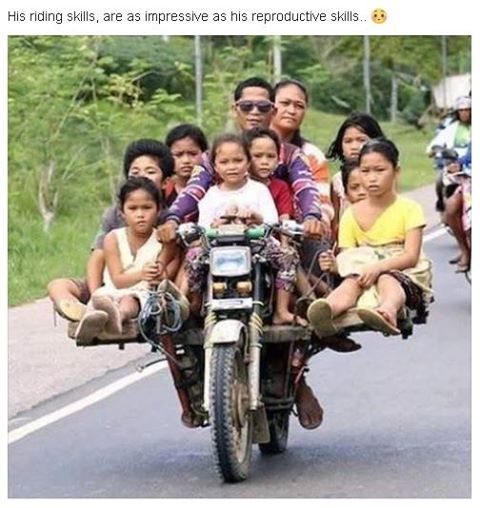 His riding skills, are as impressive as his reproductive skills.. 😳